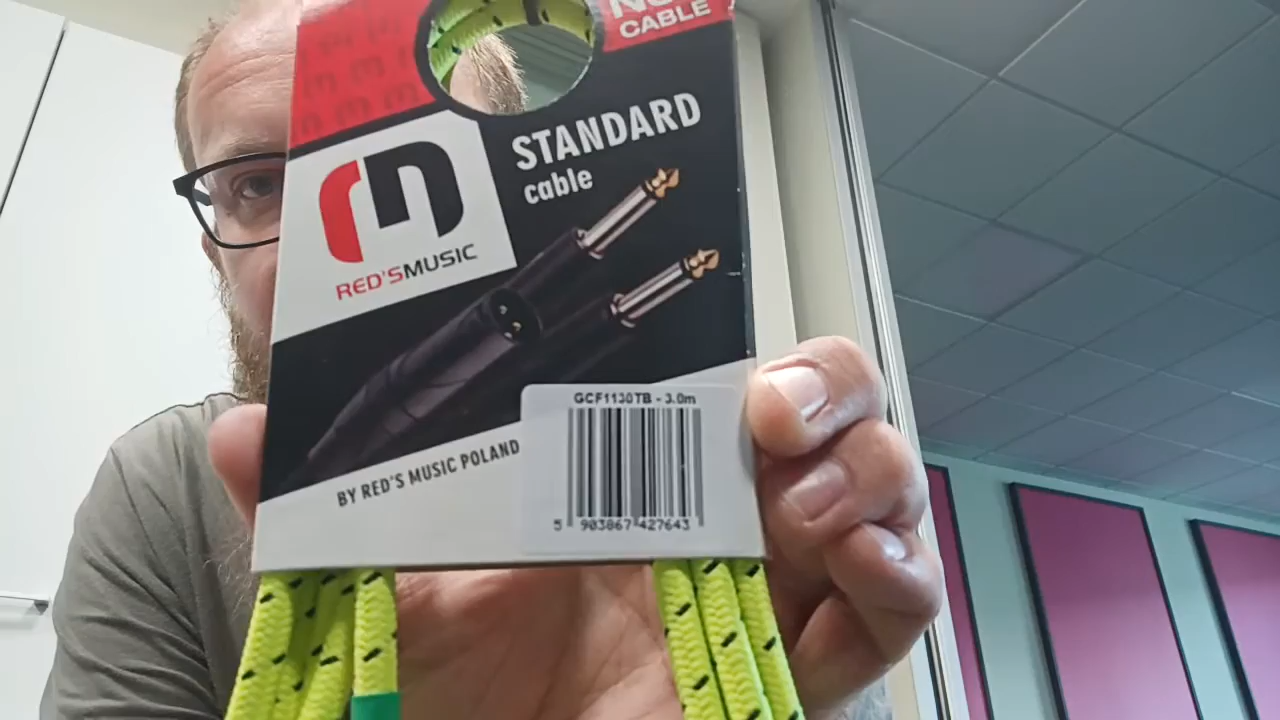 CABLE
STANDARD
cable
RED'SMUSIC
GCF1130TB - 3.0m
BY RED'S MUSIC POLAND
5 903867 427643